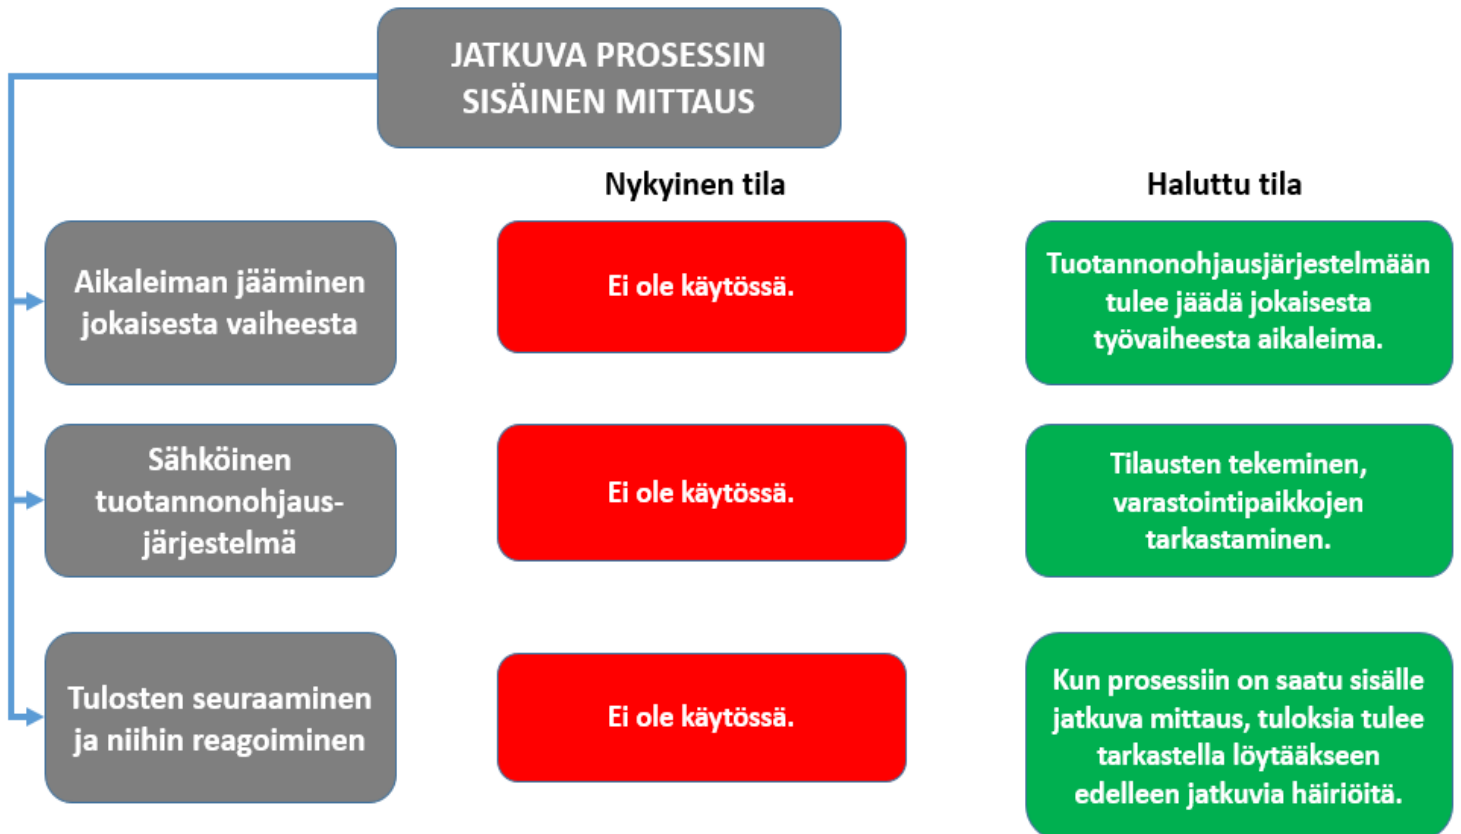 JATKUVA PROSESSIN
SISÄINEN MITTAUS
Nykyinen tila
Haluttu tila
Aikaleiman jääminen
jokaisesta vaiheesta
Ei ole käytössä.
Tuotannonohjausjärjestelmään
tulee jäädä jokaisesta
työvaiheesta aikaleima.
Sähköinen
tuotannonohjaus-
järjestelmä
Ei ole käytössä.
Tilausten tekeminen,
varastointipaikkojen
tarkastaminen.
Tulosten seuraaminen
ja niihin reagoiminen
Ei ole käytössä.
Kun prosessiin on saatu sisälle
jatkuva mittaus, tuloksia tulee
tarkastella löytääkseen
edelleen jatkuvia häiriöitä.